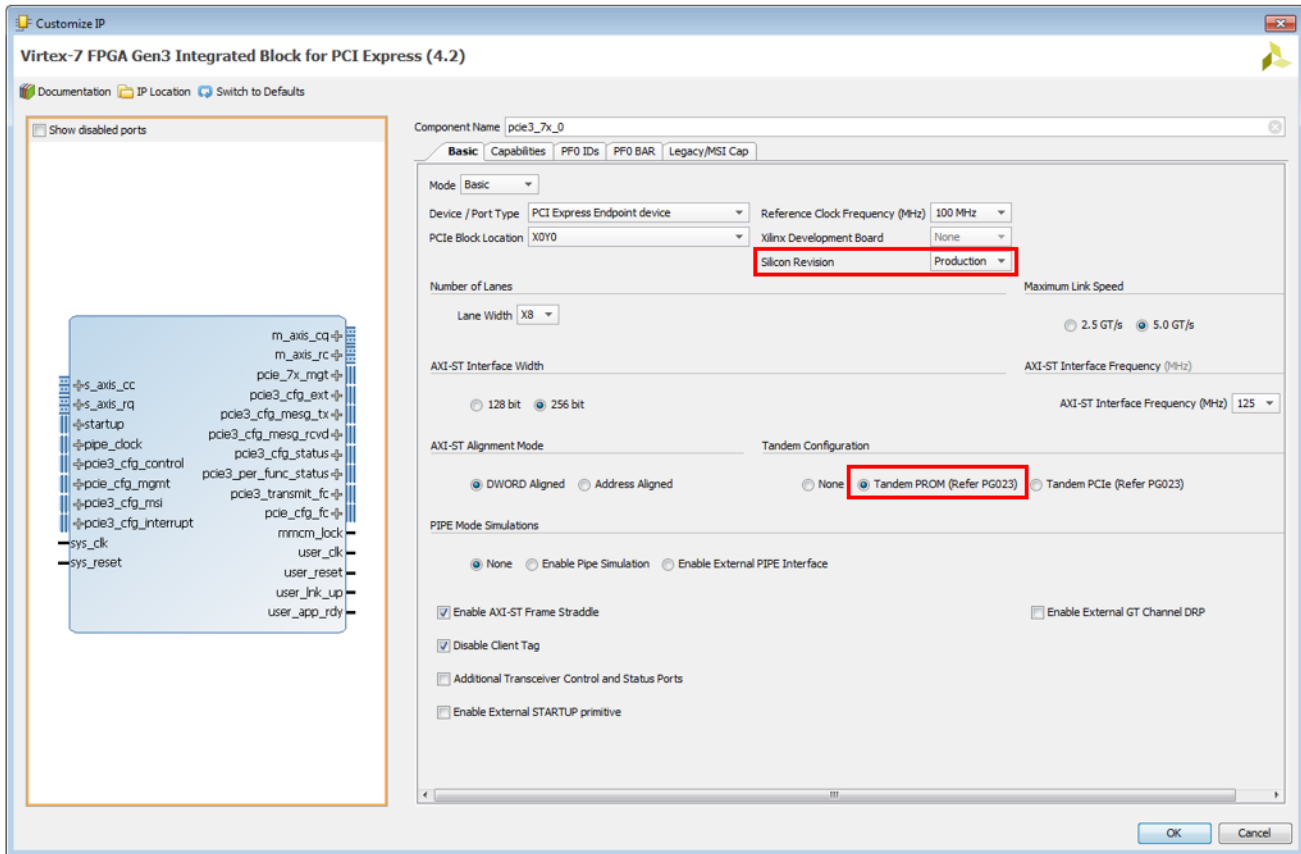 Customize IP
Virtex-7 FPGA Gen3 Integrated Block for PCI Express (4.2)
Documentation IP Location Switch to Defaults
Show disabled ports
m_axis_cq
m_axis_rc
pcie_7x_mgt
pcie3_cfg_ext
pcie3_cfg_mesg_tx
pcie3_cfg_mesg_rcvd
pcie3_cfg_status
pcie3_per_func_status
pcie3_transmit_fc
pcie_cfg_fc
mmcm_lock
user_clk
user_reset
user_lnk_up
user_app_rdy
s_axis_cc
s_axis_rq
startup
pipe_clock
pcie3_cfg_control
pcie_cfg_mgmt
pcie3_cfg_msi
pcie3_cfg_interrupt
sys_clk
sys_reset
Component Name pcie3_7x_0
Basic Capabilities PF0 IDs PF0 BAR Legacy/MSI Cap
Mode Basic
Device / Port Type PCI Express Endpoint device Reference Clock Frequency (MHz) 100 MHz
PCIe Block Location X0Y0 Xilinx Development Board None
Silicon Revision Production
Number of Lanes Maximum Link Speed
Lane Width X8 2.5 GT/s 5.0 GT/s
AXI-ST Interface Width AXI-ST Interface Frequency (MHz)
128 bit 256 bit AXI-ST Interface Frequency (MHz) 125
AXI-ST Alignment Mode Tandem Configuration
DWORD Aligned Address Aligned None Tandem PROM (Refer PG023) Tandem PCIe (Refer PG023)
PIPE Mode Simulations
None Enable Pipe Simulation Enable External PIPE Interface
Enable AXI-ST Frame Straddle Enable External GT Channel DRP
Disable Client Tag
Additional Transceiver Control and Status Ports
Enable External STARTUP primitive
OK Cancel